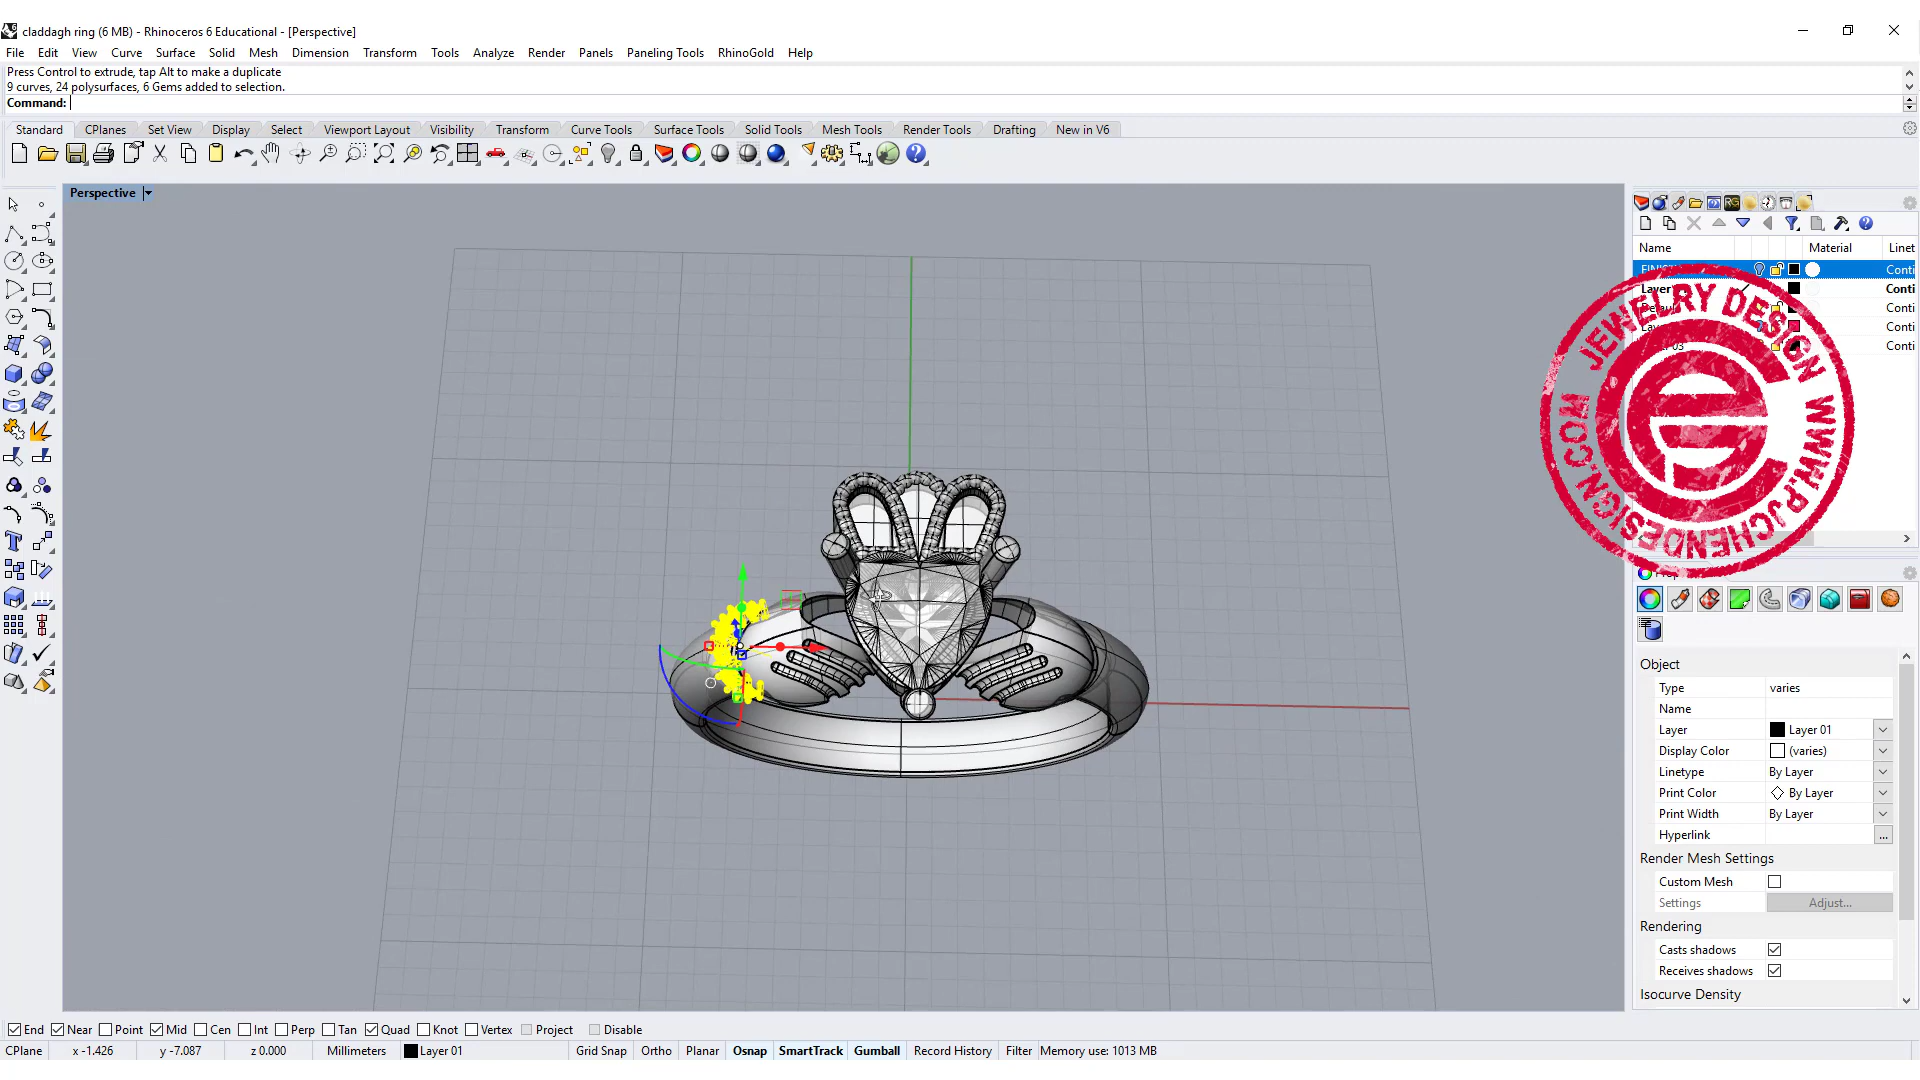 claddagh ring (6 MB) - Rhinoceros 6 Educational - [Perspective]
File Edit View Curve Surface Solid Mesh Dimension Transform Tools Analyze Render Panels Paneling Tools RhinoGold Help
Press Control to extrude, tap Alt to make a duplicate
9 curves, 24 polysurfaces, 6 Gems added to selection.
Command:
Standard CPlanes Set View Display Select Viewport Layout Visibility Transform Curve Tools Surface Tools Solid Tools Mesh Tools Render Tools Drafting New in V6
Perspective
Name Material Linet
Conti
Layer Conti
Conti
Conti
Conti
JEWELRY DESIGN WWW.PJCHENDESIGN.COM
Object
Type varies
Name
Layer Layer 01
Display Color (varies)
Linetype By Layer
Print Color By Layer
Print Width By Layer
Hyperlink ...
Render Mesh Settings
Custom Mesh
Settings Adjust...
Rendering
Casts shadows
Receives shadows
Isocurve Density
End Near Point Mid Cen Int Perp Tan Quad Knot Vertex Project Disable
CPlane x -1.426 y -7.087 z 0.000 Millimeters Layer 01 Grid Snap Ortho Planar Osnap SmartTrack Gumball Record History Filter Memory use: 1013 MB